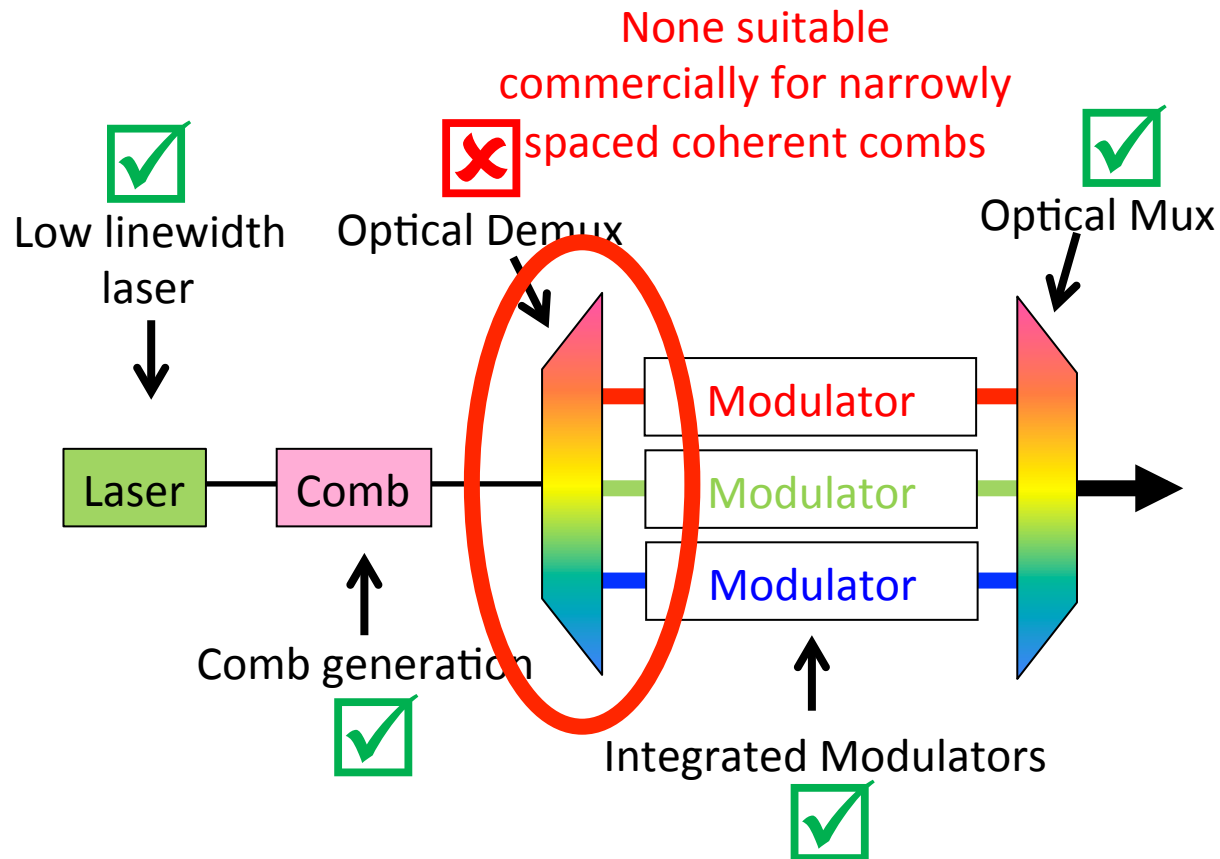 None suitable
commercially for narrowly
spaced coherent combs
Low linewidth
laser
Optical Demux
Optical Mux
Laser
Comb
Modulator
Modulator
Modulator
Comb generation
Integrated Modulators